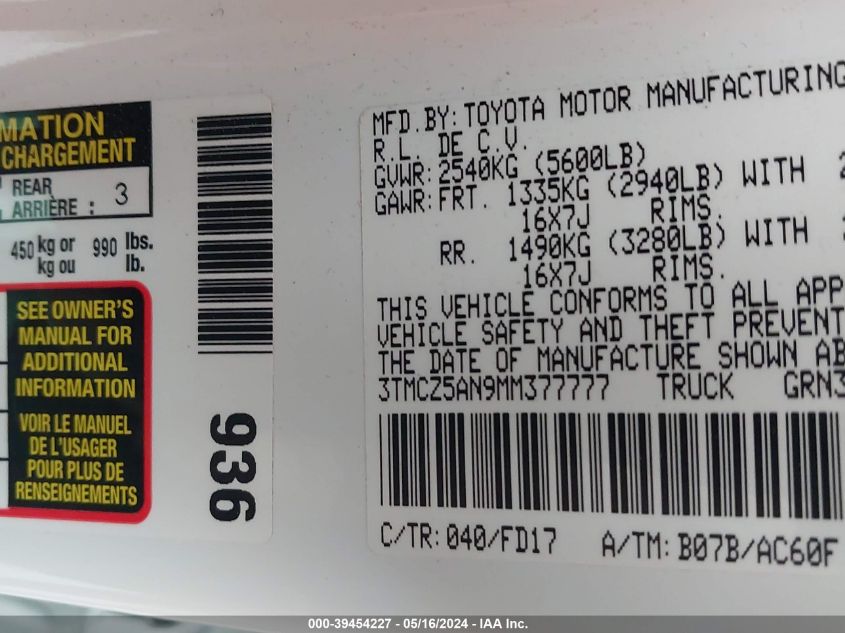 MATION
CHARGEMENT
REAR
ARRIÈRE : 3
450 kg or 990 lbs.
kg ou lb.
SEE OWNER'S
MANUAL FOR
ADDITIONAL
INFORMATION
VOIR LE MANUEL
DE L'USAGER
POUR PLUS DE
RENSEIGNEMENTS
936
MFD.BY:TOYOTA MOTOR MANUFACTURING
R.L. DE C.V.
GVWR:2540KG (5600LB)
GAWR:FRT. 1335KG (2940LB) WITH 2
16X7J RIMS.
RR. 1490KG (3280LB) WITH 2
16X7J RIMS.
THIS VEHICLE CONFORMS TO ALL APP
VEHICLE SAFETY AND THEFT PREVENT
THE DATE OF MANUFACTURE SHOWN AB
3TMCZ5AN9MM377777 TRUCK GRN3
C/TR:040/FD17 A/TM:B07B/AC60F
000-39454227 - 05/16/2024 - IAA Inc.